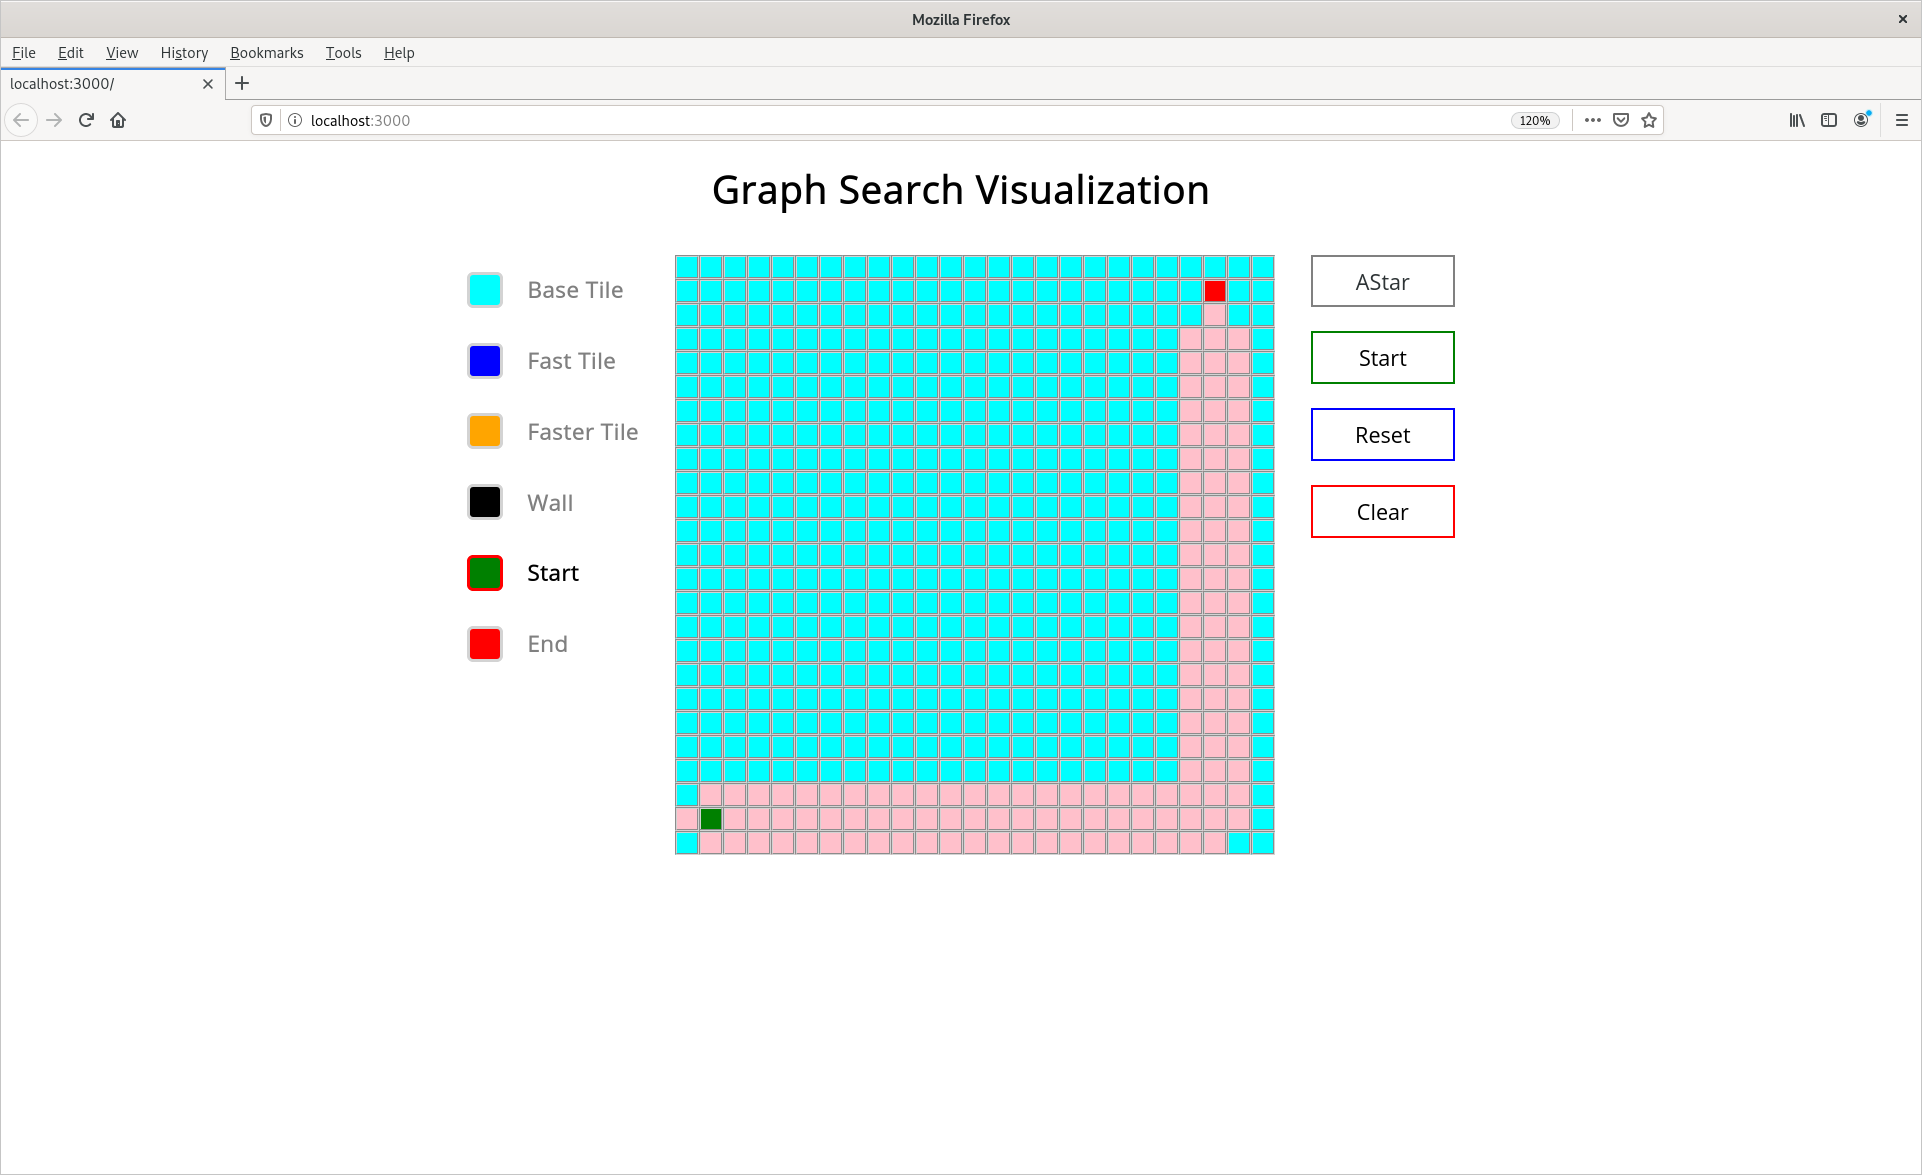 Mozilla Firefox
File Edit View History Bookmarks Tools Help
localhost:3000/
localhost:3000
120%
Graph Search Visualization
Base Tile
Fast Tile
Faster Tile
Wall
Start
End
AStar
Start
Reset
Clear